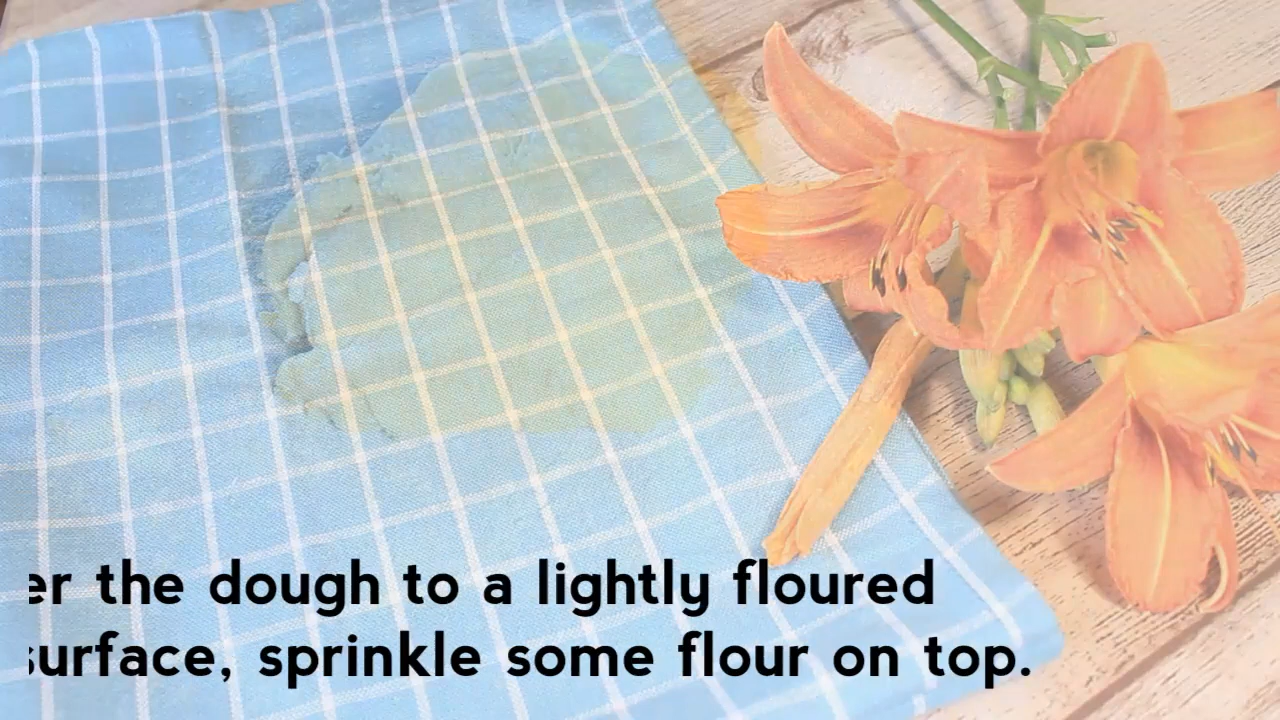 er the dough to a lightly floured
surface, sprinkle some flour on top.